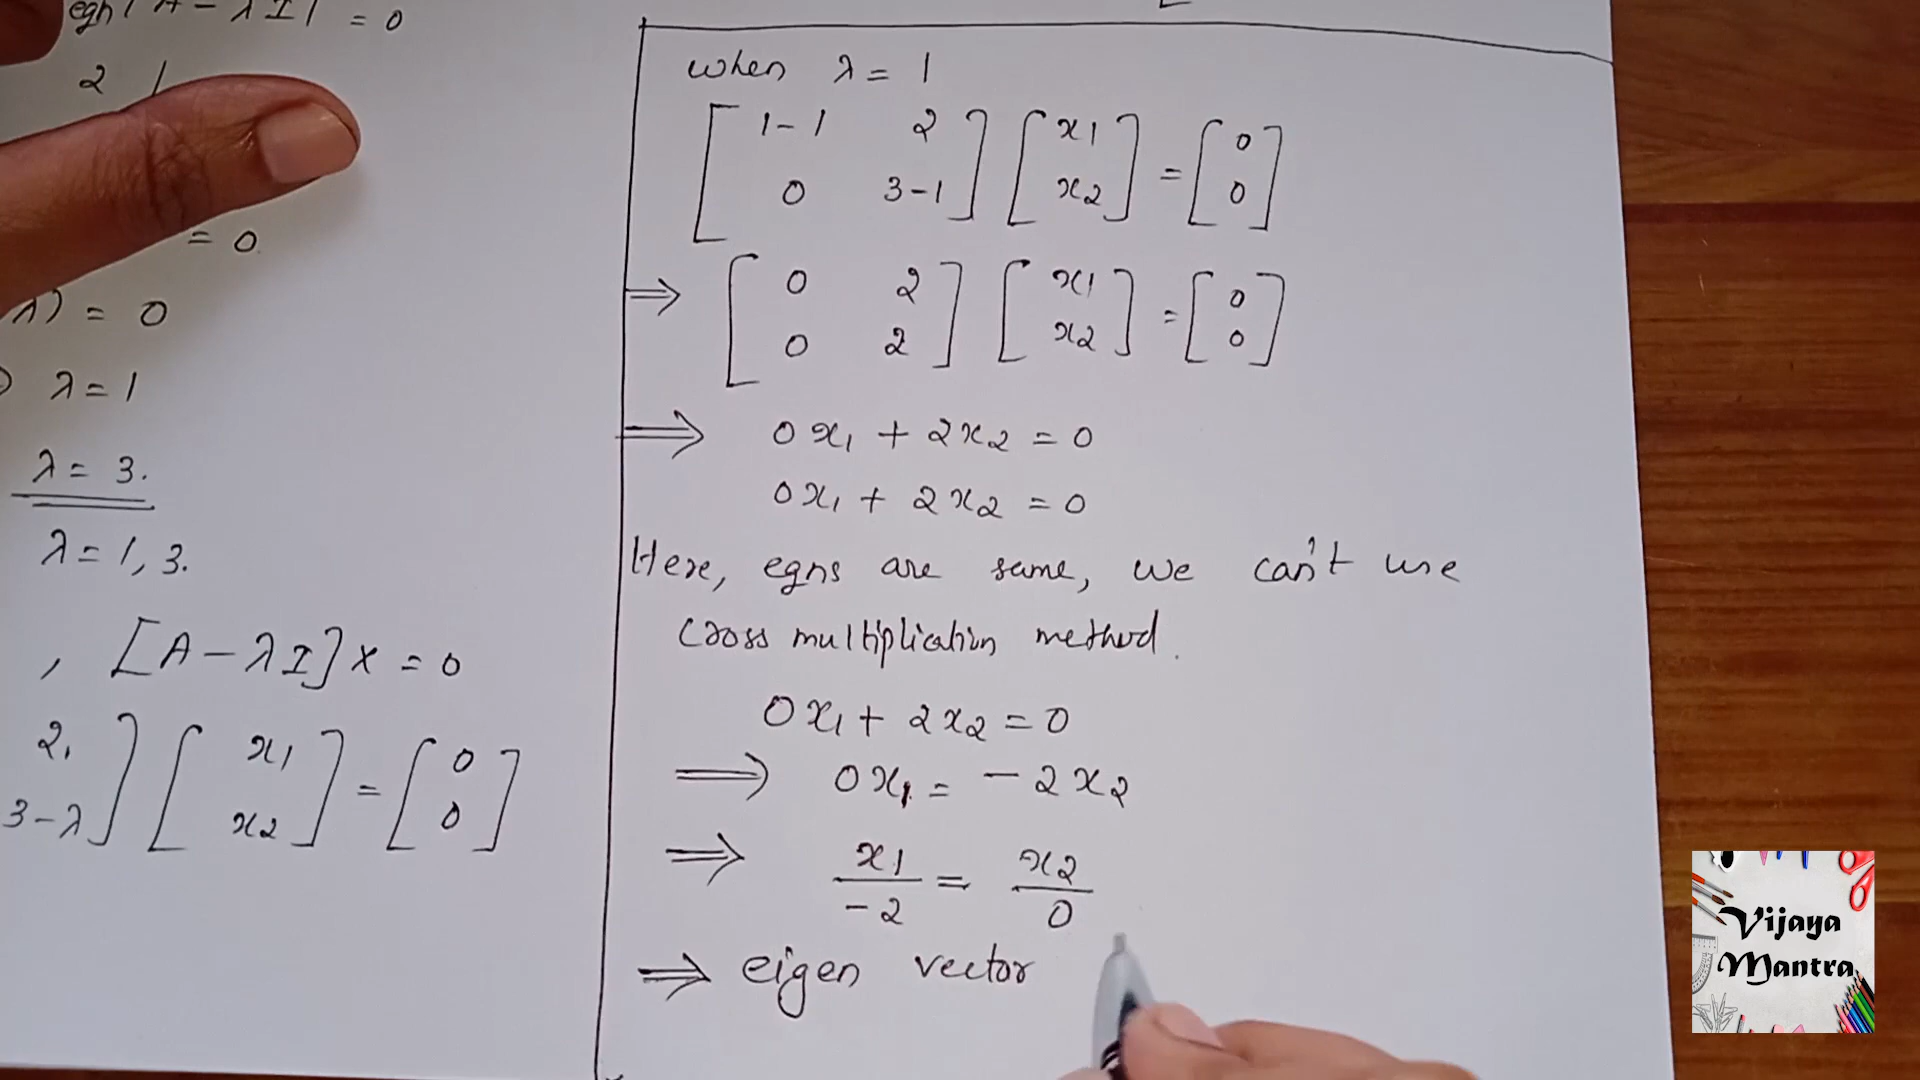 eqn | A - λI | = 0
2
= 0
λ) = 0
λ = 1
λ = 3.
λ = 1, 3.
, [A - λI] X = 0
2, ] [ x1 ] = [ 0 ]
3-λ ] [ x2 ] = [ 0 ]
when λ = 1
[ 1-1 2 ] [ x1 ] = [ 0 ]
[ 0 3-1 ] [ x2 ] = [ 0 ]
⇒ [ 0 2 ] [ x1 ] = [ 0 ]
[ 0 2 ] [ x2 ] = [ 0 ]
⇒ 0x1 + 2x2 = 0
0x1 + 2x2 = 0
Here, eqns are same, we can't use
cross multiplication method.
0x1 + 2x2 = 0
⇒ 0x1 = -2x2
⇒ x1/-2 = x2/0
⇒ eigen vector
Vijaya
Mantra